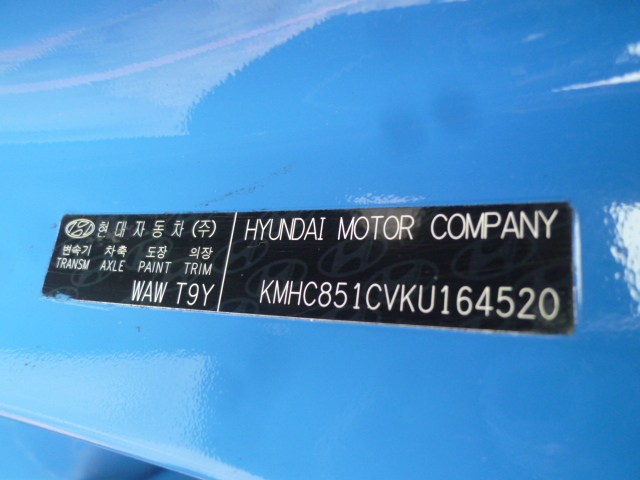 현대자동차(주)
변속기 차축 도장 의장
TRANSM AXLE PAINT TRIM
WAW T9Y
HYUNDAI MOTOR COMPANY
KMHC851CVKU164520